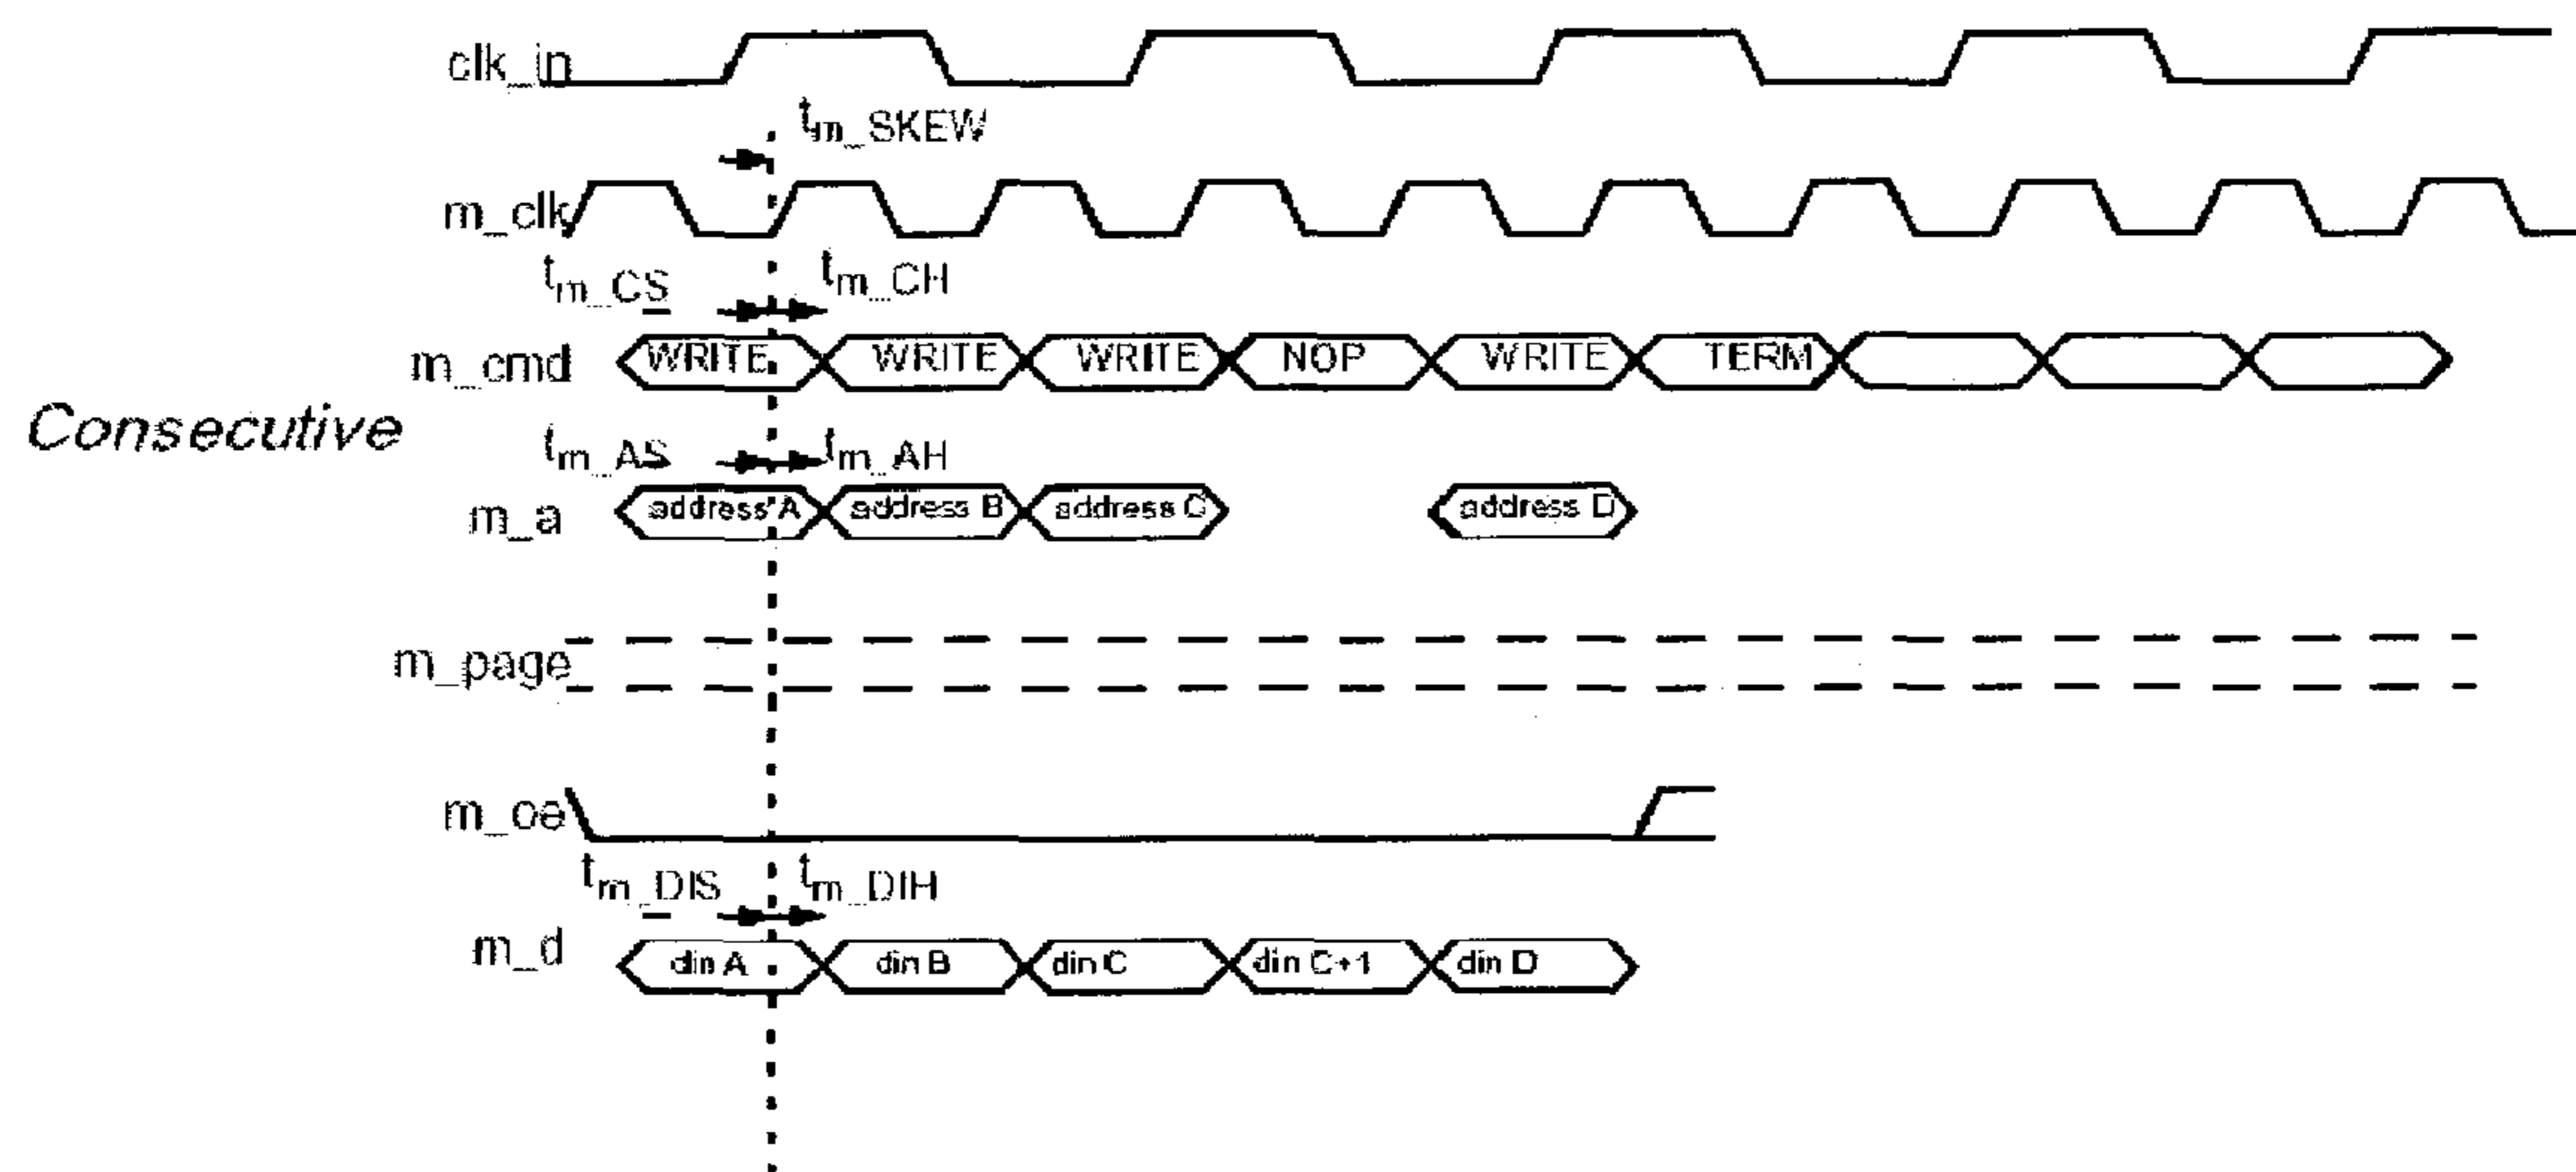 clk_in
tm_SKEW
m_clk
tm_CS tm_CH
m_cmd WRITE WRITE WRITE NOP WRITE TERM
Consecutive
tm_AS tm_AH
m_a address A address B address C address D
m_page
m_oe
tm_DIS tm_DIH
m_d din A din B din C din C+1 din D